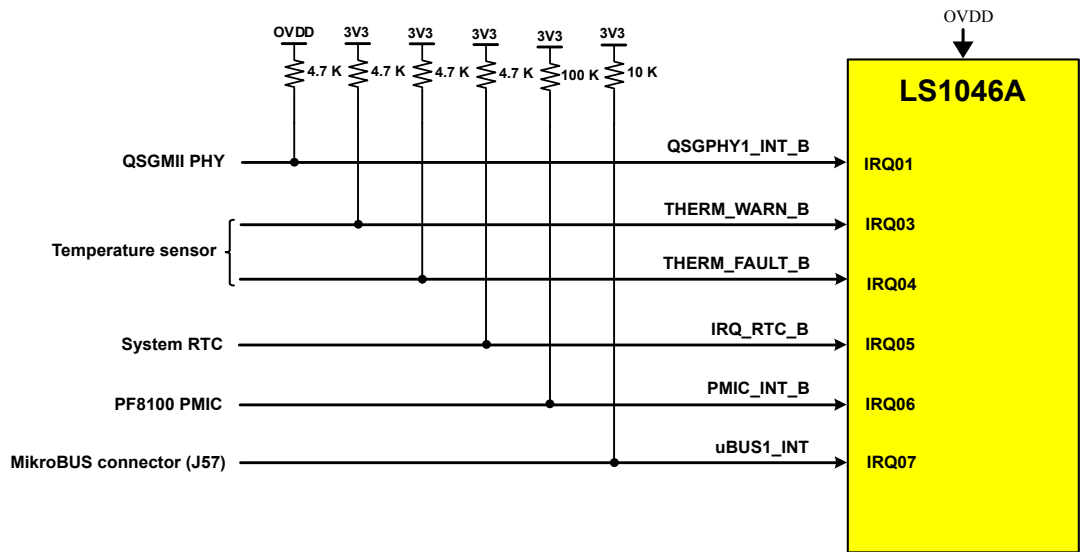 OVDD
OVDD 3V3 3V3 3V3 3V3 3V3
4.7 K 4.7 K 4.7 K 4.7 K 100 K 10 K
LS1046A
QSGMII PHY QSGPHY1_INT_B IRQ01
THERM_WARN_B IRQ03
Temperature sensor
THERM_FAULT_B IRQ04
System RTC IRQ_RTC_B IRQ05
PF8100 PMIC PMIC_INT_B IRQ06
MikroBUS connector (J57) uBUS1_INT IRQ07